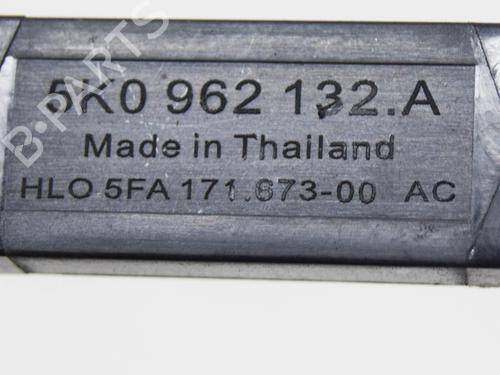 B-PARTS
5K0 962 132.A
Made in Thailand
HLO 5FA 171.673-00 AC